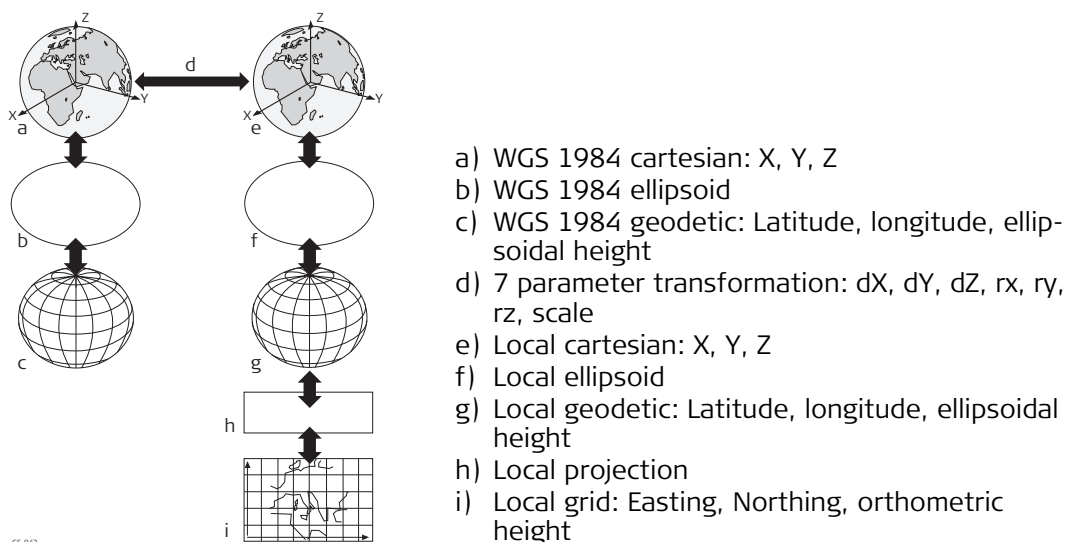 Z
Z
d
X
Y
X
Y
a
e
b
f
c
g
h
i
a) WGS 1984 cartesian: X, Y, Z
b) WGS 1984 ellipsoid
c) WGS 1984 geodetic: Latitude, longitude, ellip-
soidal height
d) 7 parameter transformation: dX, dY, dZ, rx, ry,
rz, scale
e) Local cartesian: X, Y, Z
f) Local ellipsoid
g) Local geodetic: Latitude, longitude, ellipsoidal
height
h) Local projection
i) Local grid: Easting, Northing, orthometric
height